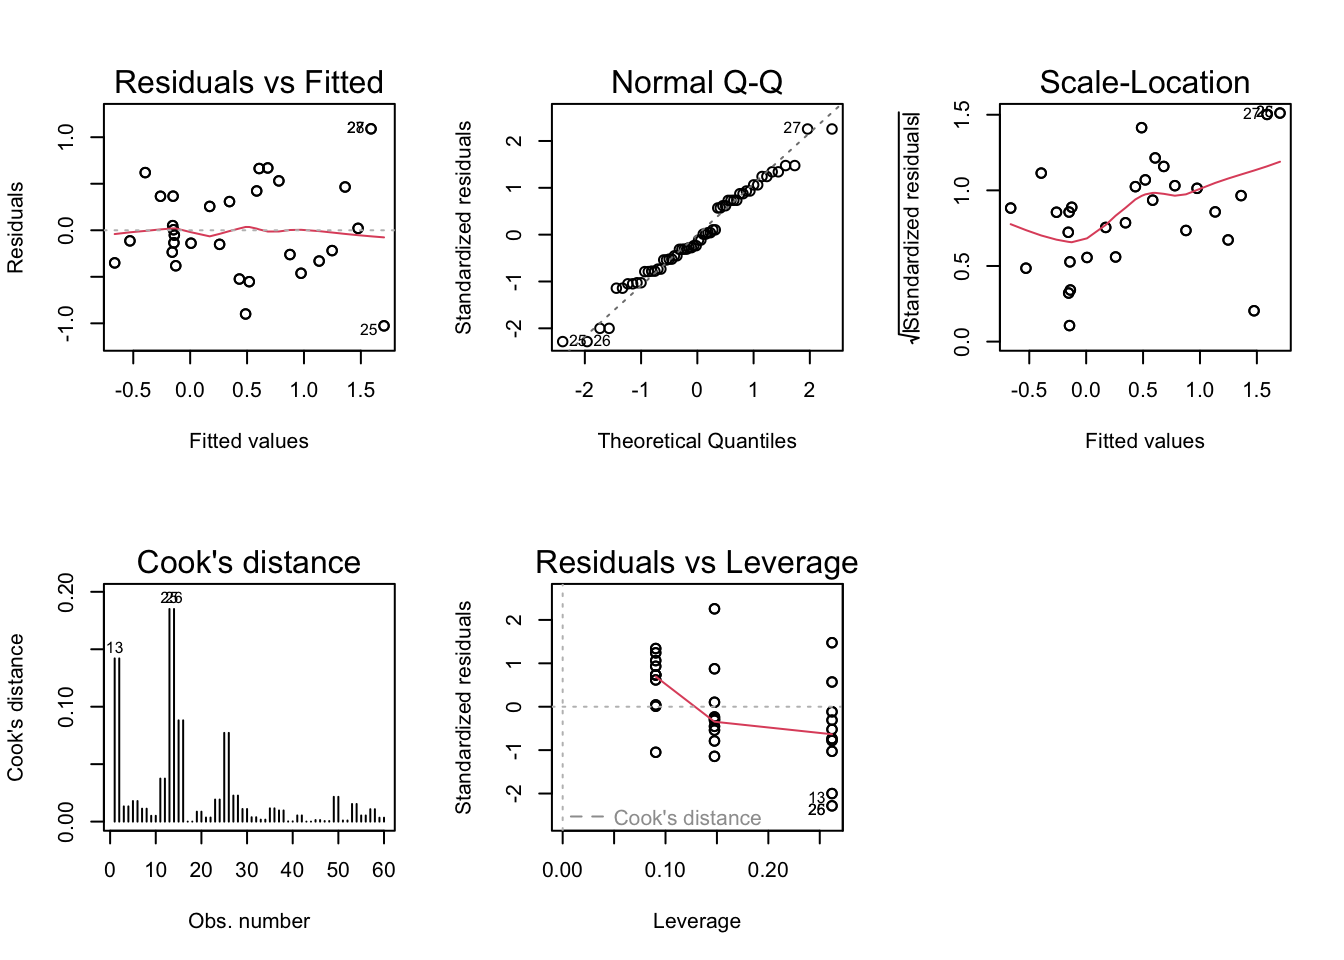 Residuals vs Fitted
Residuals
1.0
0.0
-1.0
25
-0.5 0.0 0.5 1.0 1.5
Fitted values
Normal Q-Q
Standardized residuals
2
1
0
-1
-2
27
25 26
-2 -1 0 1 2
Theoretical Quantiles
Scale-Location
√|Standardized residuals|
1.5
1.0
0.5
0.0
27
26
-0.5 0.0 0.5 1.0 1.5
Fitted values
Cook's distance
Cook's distance
0.20
0.10
0.00
13
25
26
0 10 20 30 40 50 60
Obs. number
Residuals vs Leverage
Standardized residuals
2
1
0
-1
-2
13
26
Cook's distance
0.00 0.10 0.20
Leverage